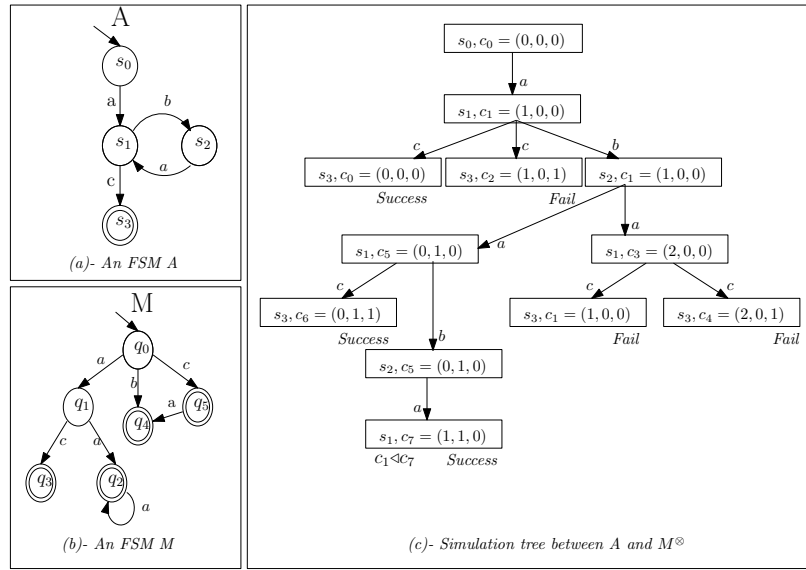 A
s0
a
b
s1
s2
a
c
s3
(a)- An FSM A
M
q0
a
b
c
q1
q4
a
q5
c
a
q3
q2
a
(b)- An FSM M
s0, c0 = (0, 0, 0)
a
s1, c1 = (1, 0, 0)
c
c
b
s3, c0 = (0, 0, 0)
s3, c2 = (1, 0, 1)
s2, c1 = (1, 0, 0)
Success
Fail
a
a
s1, c5 = (0, 1, 0)
s1, c3 = (2, 0, 0)
c
c
c
s3, c6 = (0, 1, 1)
s3, c1 = (1, 0, 0)
s3, c4 = (2, 0, 1)
Success
b
Fail
Fail
s2, c5 = (0, 1, 0)
a
s1, c7 = (1, 1, 0)
c1⊲c7 Success
(c)- Simulation tree between A and M⊗